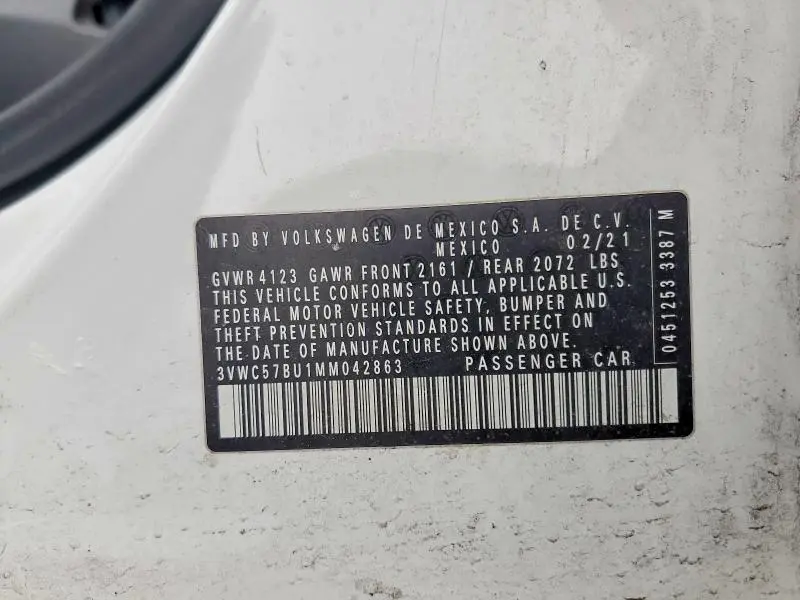 MFD BY VOLKSWAGEN DE MEXICO S.A. DE C.V.
MEXICO 02/21
GVWR 4123 GAWR FRONT 2161 / REAR 2072 LBS
THIS VEHICLE CONFORMS TO ALL APPLICABLE U.S.
FEDERAL MOTOR VEHICLE SAFETY, BUMPER AND
THEFT PREVENTION STANDARDS IN EFFECT ON
THE DATE OF MANUFACTURE SHOWN ABOVE.
3VWC57BU1MM042863 PASSENGER CAR
0451253 3387 M